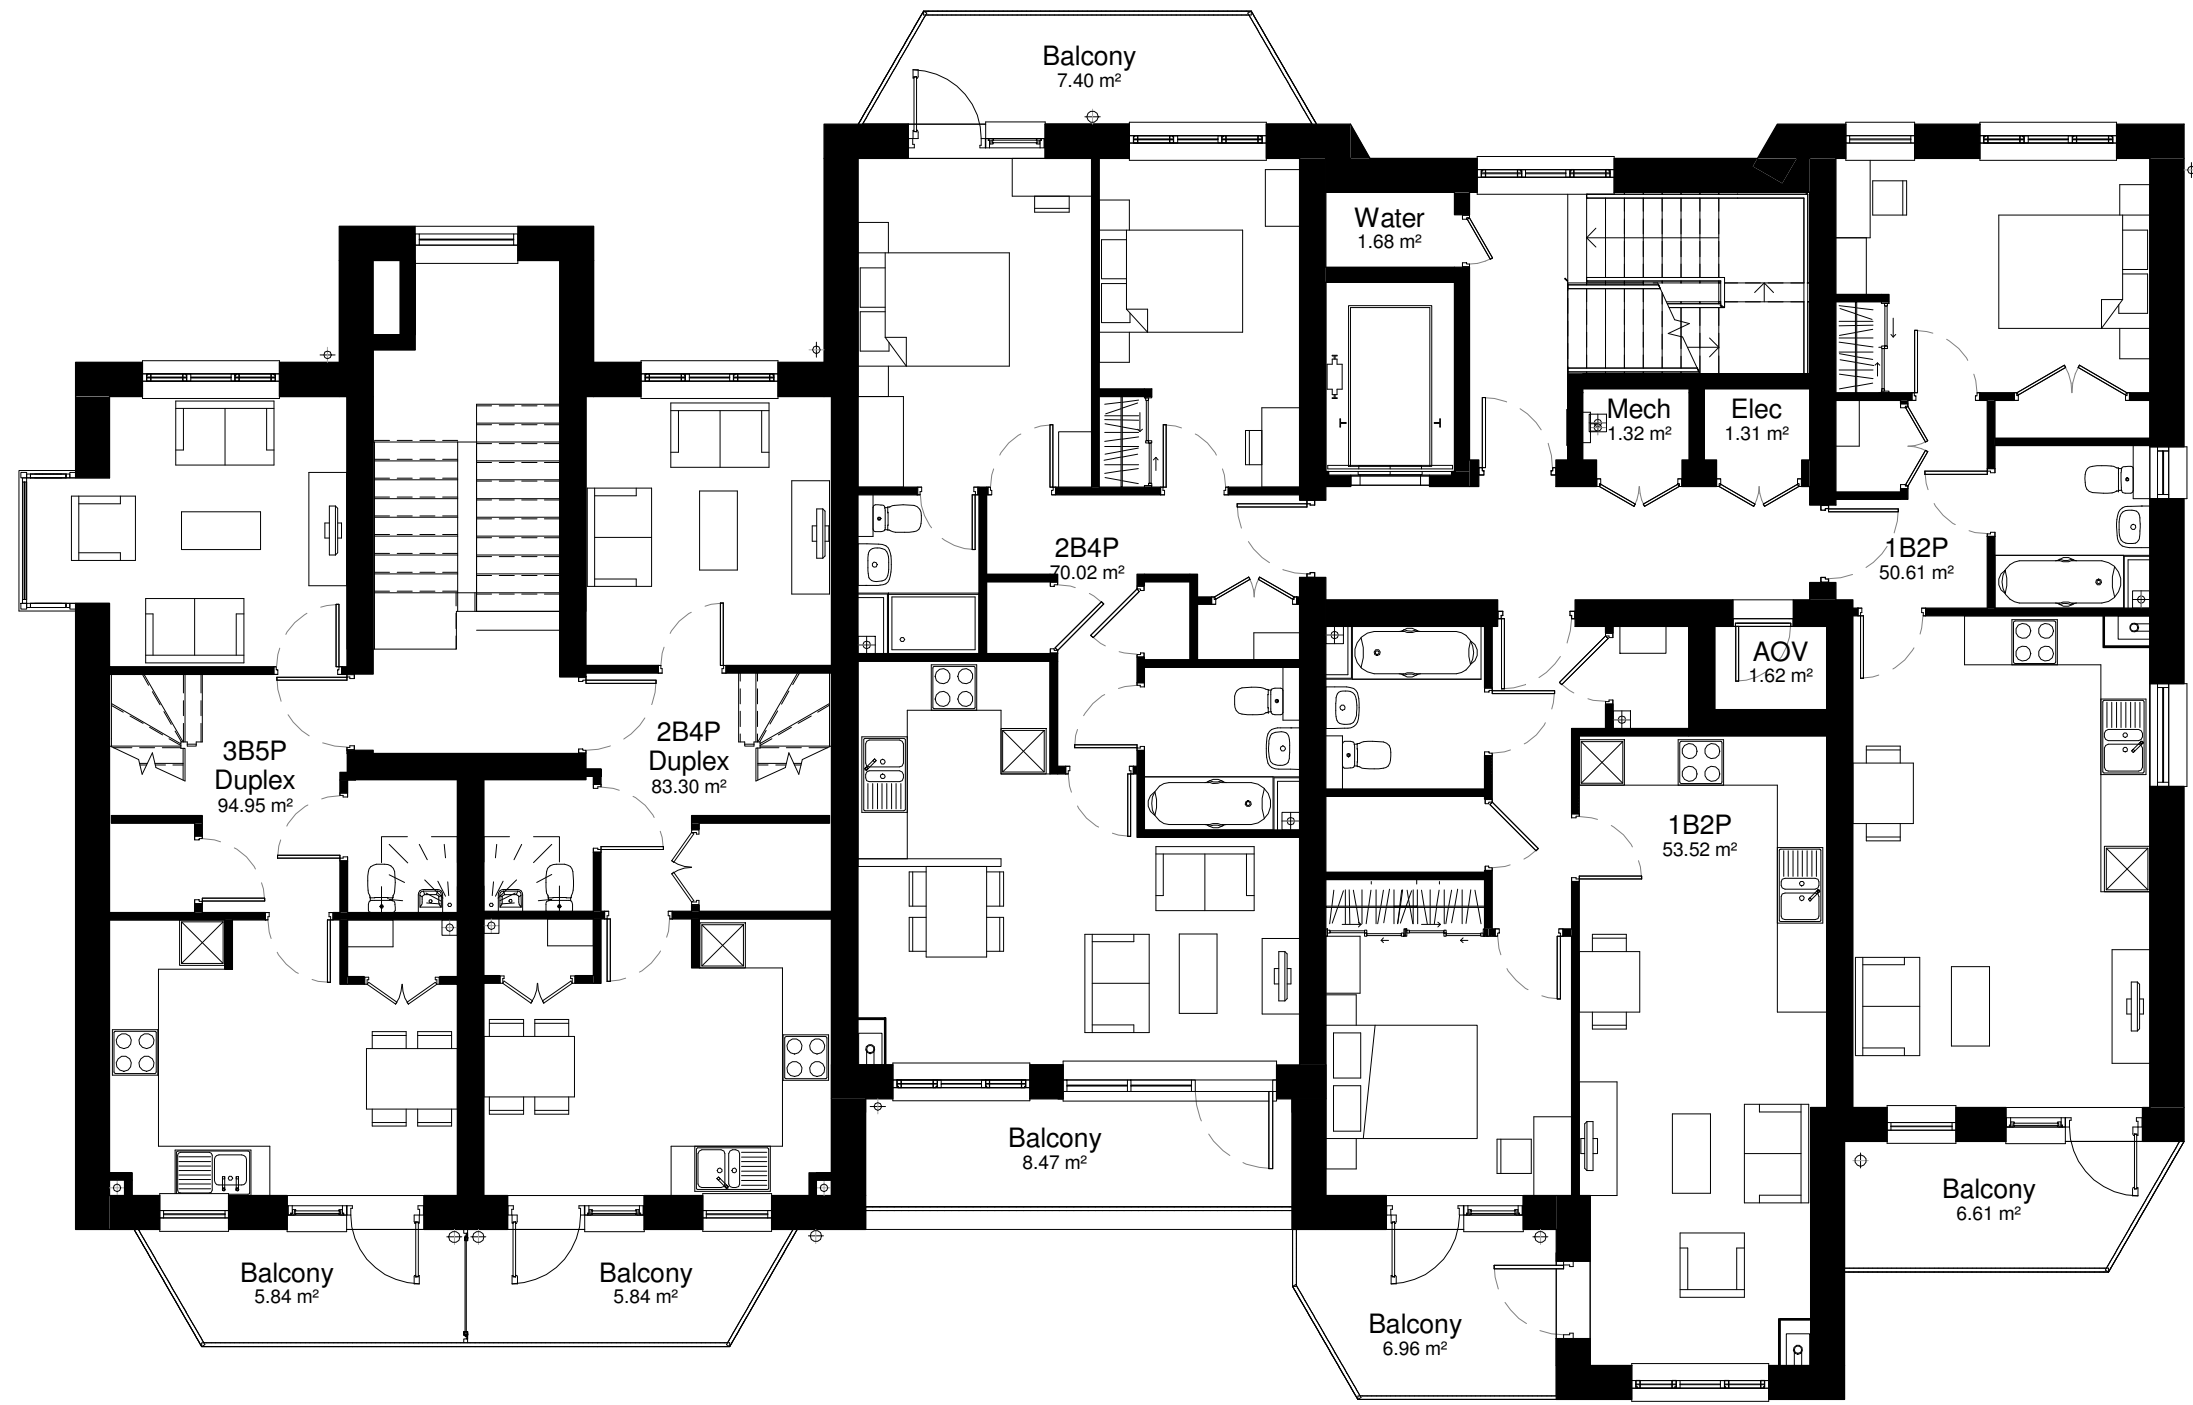 Balcony
7.40 m²
Water
1.68 m²
Mech
1.32 m²
Elec
1.31 m²
2B4P
70.02 m²
1B2P
50.61 m²
AOV
1.62 m²
3B5P
Duplex
94.95 m²
2B4P
Duplex
83.30 m²
1B2P
53.52 m²
Balcony
8.47 m²
Balcony
6.61 m²
Balcony
5.84 m²
Balcony
5.84 m²
Balcony
6.96 m²